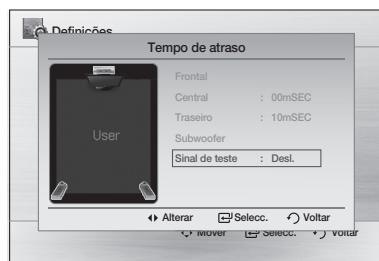 Definições
Tempo de atraso
User
Frontal
Central : 00mSEC
Traseiro : 10mSEC
Subwoofer
Sinal de teste : Desl.
Alterar Selecc. Voltar
Mover Selecc. Voltar